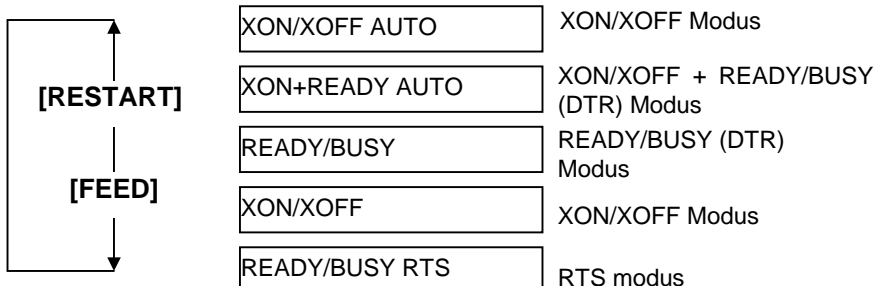 XON/XOFF AUTO XON/XOFF Modus
[RESTART]
XON+READY AUTO XON/XOFF + READY/BUSY
(DTR) Modus
READY/BUSY READY/BUSY (DTR)
Modus
[FEED]
XON/XOFF XON/XOFF Modus
READY/BUSY RTS RTS modus